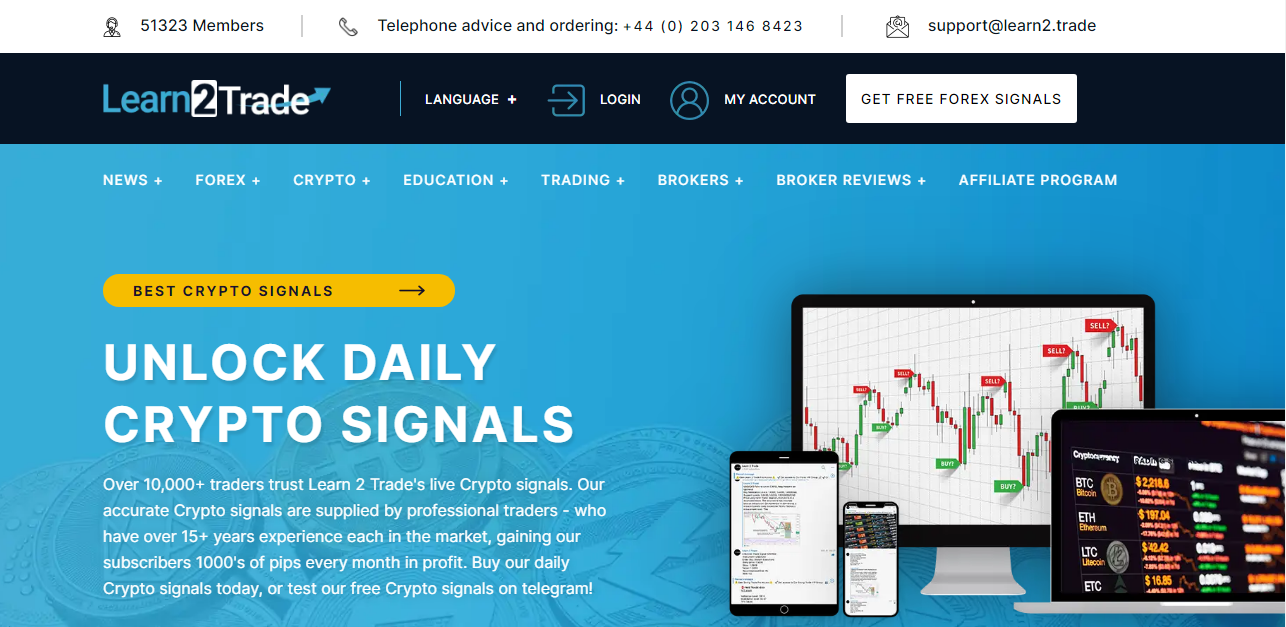 51323 Members
Telephone advice and ordering: +44 (0) 203 146 8423
support@learn2.trade
Learn2Trade
LANGUAGE +
LOGIN
MY ACCOUNT
GET FREE FOREX SIGNALS
NEWS +
FOREX +
CRYPTO +
EDUCATION +
TRADING +
BROKERS +
BROKER REVIEWS +
AFFILIATE PROGRAM
BEST CRYPTO SIGNALS
UNLOCK DAILY
CRYPTO SIGNALS
Over 10,000+ traders trust Learn 2 Trade's live Crypto signals. Our
accurate Crypto signals are supplied by professional traders - who
have over 15+ years experience each in the market, gaining our
subscribers 1000's of pips every month in profit. Buy our daily
Crypto signals today, or test our free Crypto signals on telegram!
SELL?
SELL?
SELL?
SELL?
SELL?
BUY?
BUY?
BUY?
BUY?
Cryptocurrency
BTC
Bitcoin
$ 2,218.6
ETH
Ethereum
$ 197.04
LTC
Litecoin
$ 42.42
ETC
$ 16.85